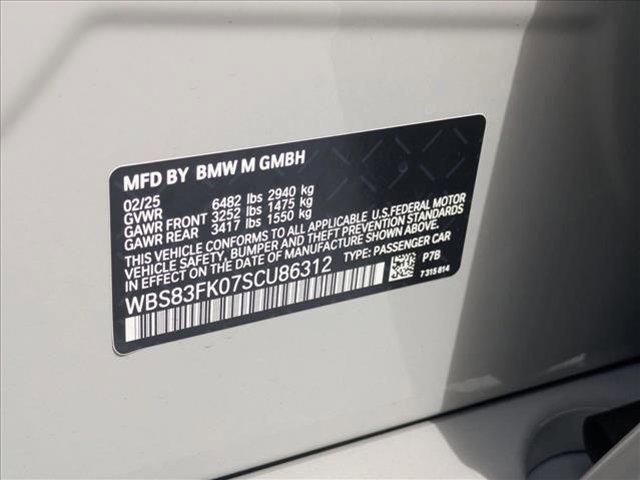 MFD BY BMW M GMBH
02/25
GVWR 6482 lbs 2940 kg
GAWR FRONT 3252 lbs 1475 kg
GAWR REAR 3417 lbs 1550 kg
THIS VEHICLE CONFORMS TO ALL APPLICABLE U.S.FEDERAL MOTOR
VEHICLE SAFETY, BUMPER, AND THEFT PREVENTION STANDARDS
IN EFFECT ON THE DATE OF MANUFACTURE SHOWN ABOVE.
WBS83FK07SCU86312 TYPE: PASSENGER CAR
P7B
7 315 814